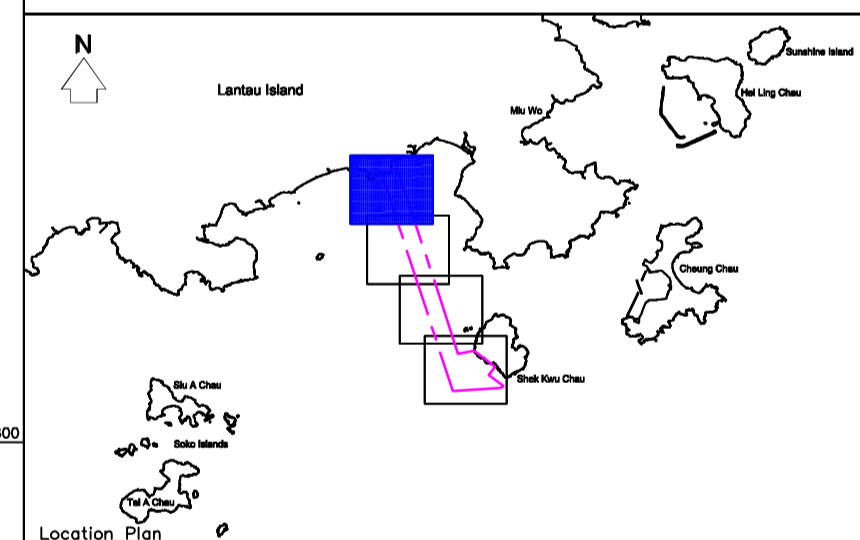 N
Sunshine Island
Lantau Island
Hei Ling Chau
Miu Wo
Cheung Chau
Shek Kwu Chau
Siu A Chau
Soko Islands
Tai A Chau
Location Plan